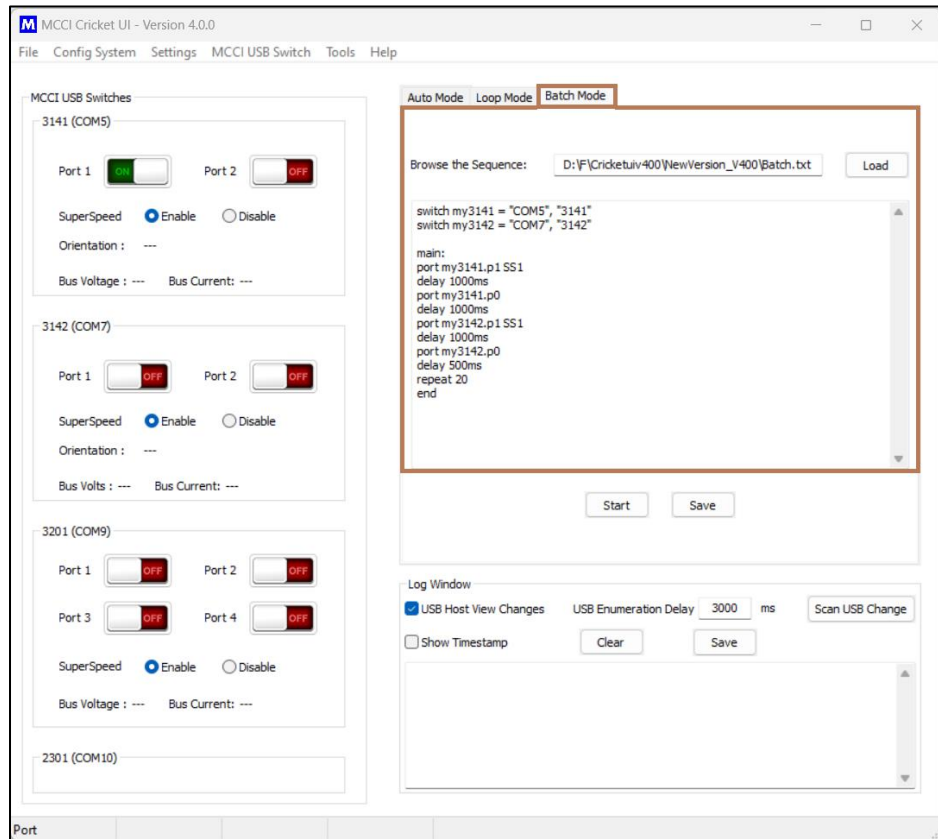 M MCCI Cricket UI - Version 4.0.0
File Config System Settings MCCI USB Switch Tools Help
MCCI USB Switches
3141 (COM5)
Port 1 ON Port 2 OFF
SuperSpeed Enable Disable
Orientation : ---
Bus Voltage : --- Bus Current: ---
3142 (COM7)
Port 1 OFF Port 2 OFF
SuperSpeed Enable Disable
Orientation : ---
Bus Volts : --- Bus Current: ---
3201 (COM9)
Port 1 OFF Port 2 OFF
Port 3 OFF Port 4 OFF
SuperSpeed Enable Disable
Bus Voltage : --- Bus Current: ---
2301 (COM10)
Port
Auto Mode Loop Mode Batch Mode
Browse the Sequence: D:\F\Cricketuiv400\NewVersion_V400\Batch.txt Load
switch my3141 = "COM5", "3141"
switch my3142 = "COM7", "3142"
main:
port my3141.p1 SS1
delay 1000ms
port my3141.p0
delay 1000ms
port my3142.p1 SS1
delay 1000ms
port my3142.p0
delay 500ms
repeat 20
end
Start Save
Log Window
USB Host View Changes USB Enumeration Delay 3000 ms Scan USB Change
Show Timestamp Clear Save